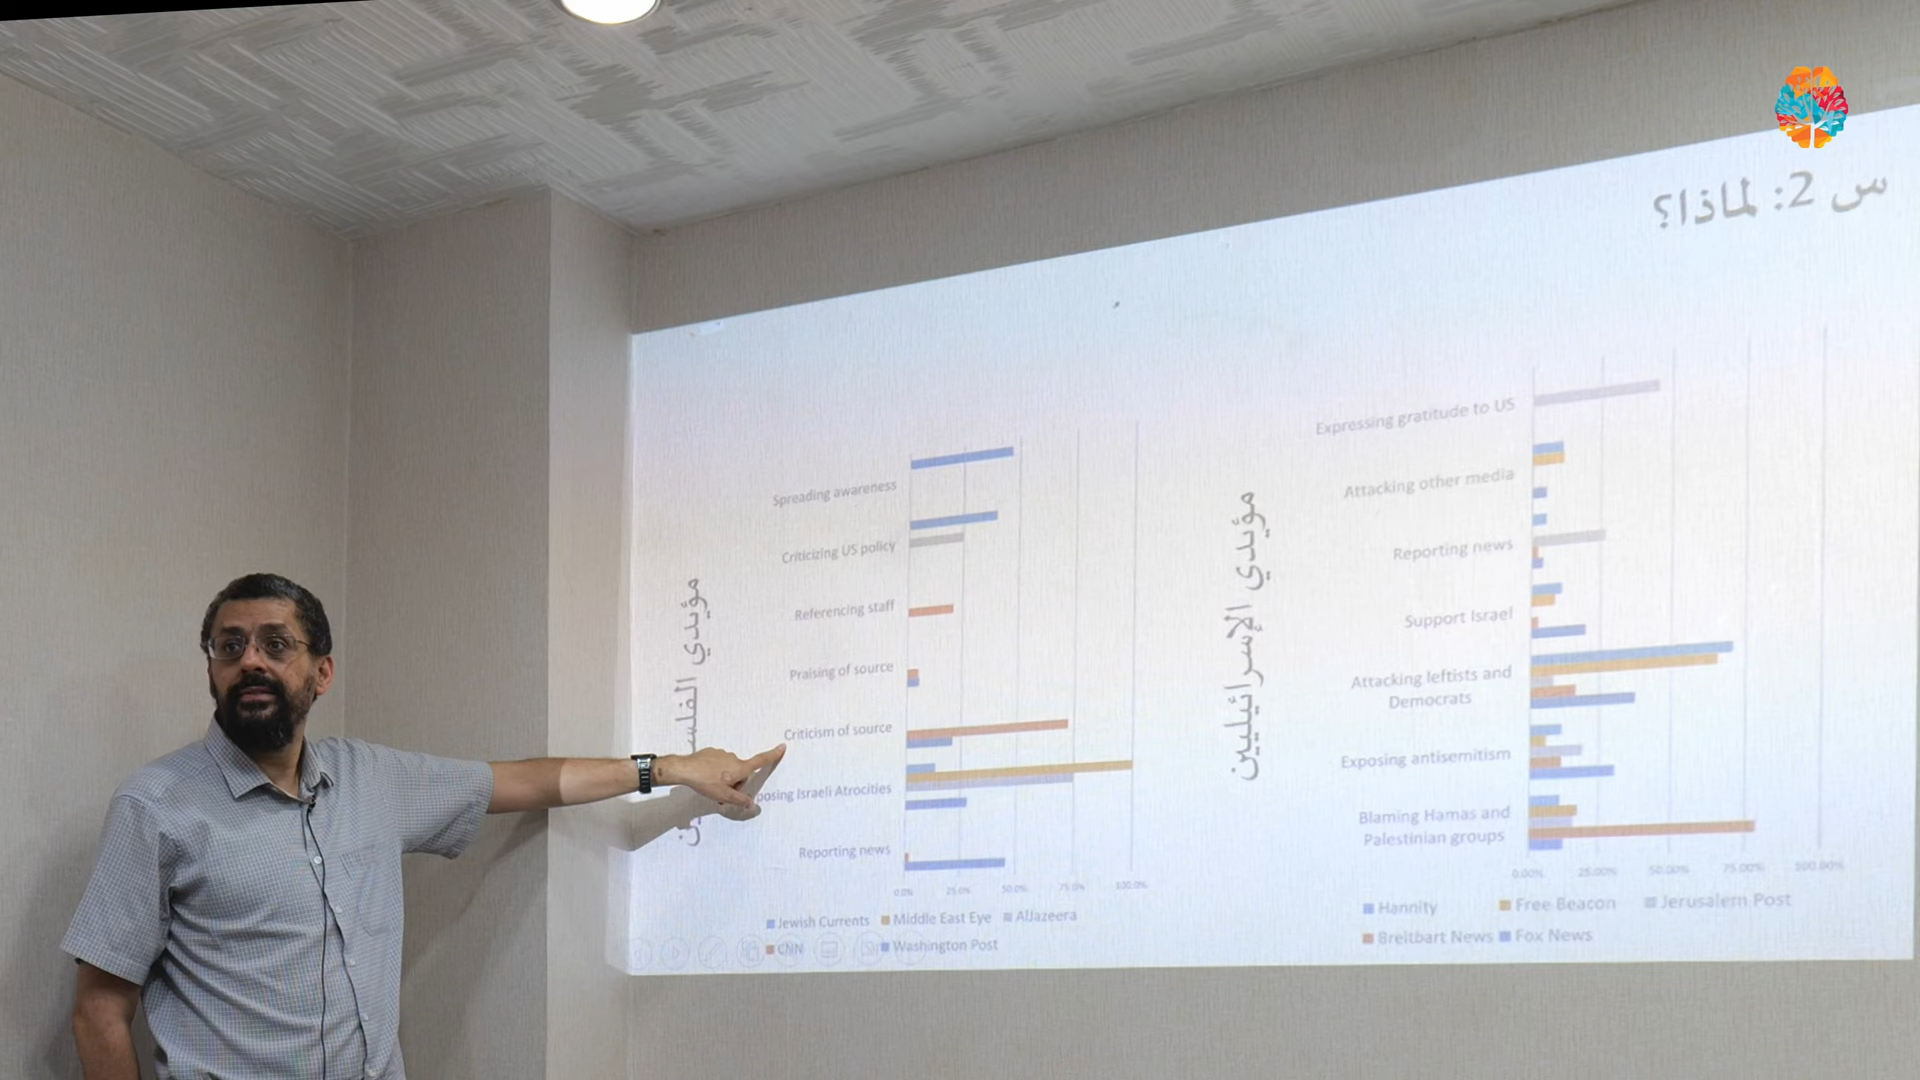 س 2: لماذا؟
Spreading awareness
Criticizing US policy
Referencing staff
Praising of source
Criticism of source
posing Israeli Atrocities
Reporting news
0.0% 25.0% 50.0% 75.0% 100.0%
Jewish Currents Middle East Eye AlJazeera
CNN Washington Post
مؤيدي
مؤيدي الإسرائيليين
Expressing gratitude to US
Attacking other media
Reporting news
Support Israel
Attacking leftists and
Democrats
Exposing antisemitism
Blaming Hamas and
Palestinian groups
0.00% 25.00% 50.00% 75.00% 100.00%
Hannity Free Beacon Jerusalem Post
Breitbart News Fox News